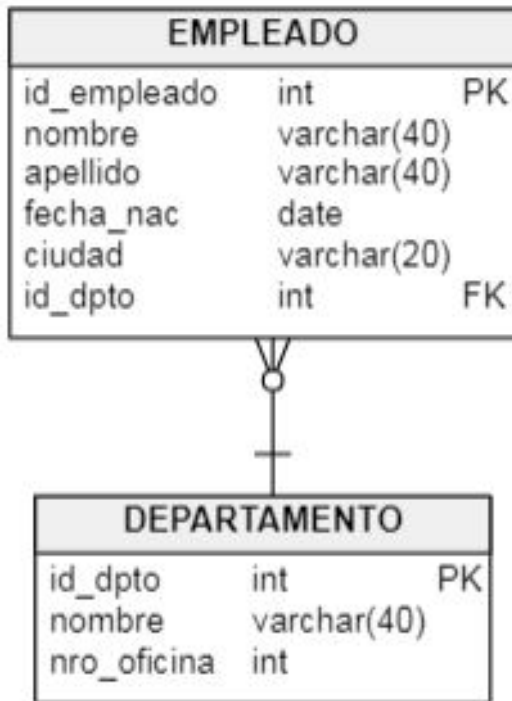 EMPLEADO
id_empleado int PK
nombre varchar(40)
apellido varchar(40)
fecha_nac date
ciudad varchar(20)
id_dpto int FK
DEPARTAMENTO
id_dpto int PK
nombre varchar(40)
nro_oficina int